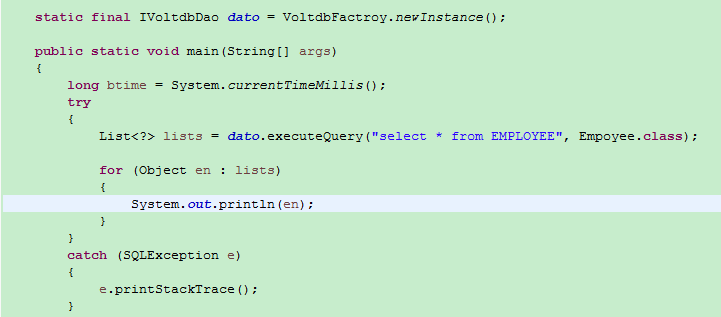 static final IVoltdbDao dato = VoltdbFactroy.newInstance();
public static void main(String[] args)
{
long btime = System.currentTimeMillis();
try
{
List<?> lists = dato.executeQuery("select * from EMPLOYEE", Empoyee.class);
for (Object en : lists)
{
System.out.println(en);
}
}
catch (SQLException e)
{
e.printStackTrace();
}